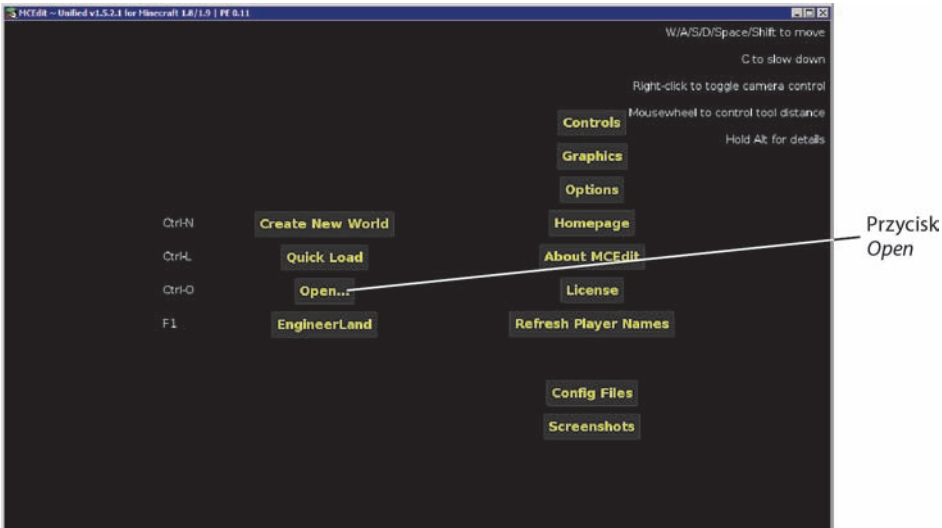 MCEdit ~ Unified v1.5.2.1 for Minecraft 1.8/1.9 | PE 0.11
W/A/S/D/Space/Shift to move
C to slow down
Right-click to toggle camera control
Mousewheel to control tool distance
Hold Alt for details
Controls
Graphics
Options
Ctrl-N Create New World Homepage
Ctrl-L Quick Load About MCEdit
Ctrl-O Open... License
F1 EngineerLand Refresh Player Names
Config Files
Screenshots
Przycisk
Open